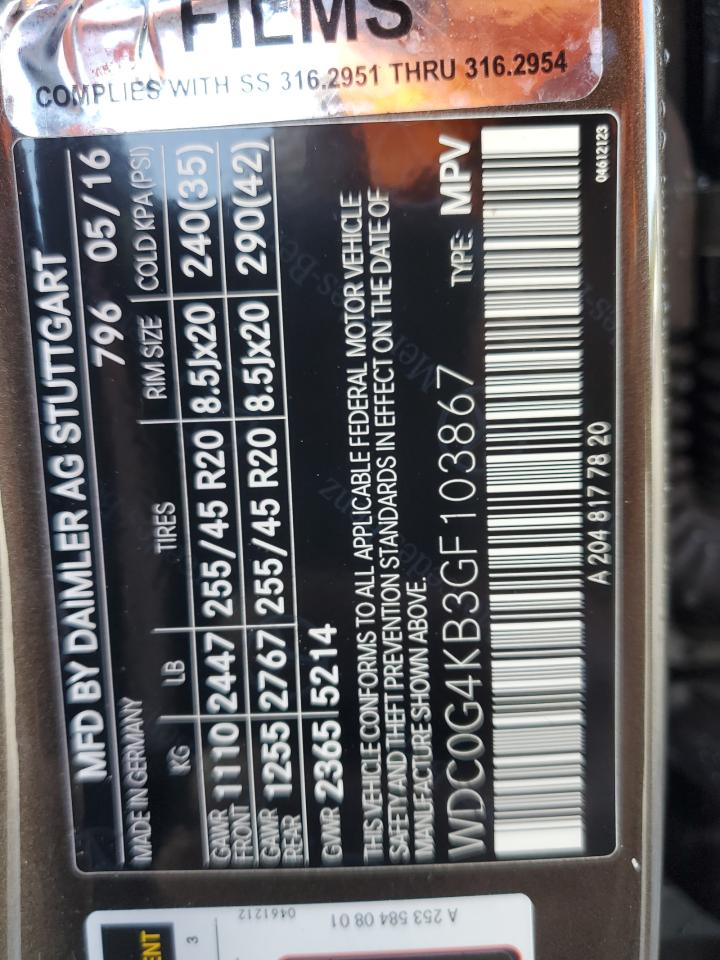 FILMS
COMPLIES WITH SS 316.2951 THRU 316.2954
MFD BY DAIMLER AG STUTTGART
796 05/16
MADE IN GERMANY
KG LB TIRES RIM SIZE COLD KPA (PSI)
GAWR FRONT 1110 2447 255/45 R20 8.5Jx20 240(35)
GAWR REAR 1255 2767 255/45 R20 8.5Jx20 290(42)
GWR 2365 5214
THIS VEHICLE CONFORMS TO ALL APPLICABLE FEDERAL MOTOR VEHICLE
SAFETY AND THEFT PREVENTION STANDARDS IN EFFECT ON THE DATE OF
MANUFACTURE SHOWN ABOVE.
WDC0G4KB3GF103867 TYPE: MPV
A 204 817 78 20
04612123
A 253 584 08 01
0461212
3
ENT